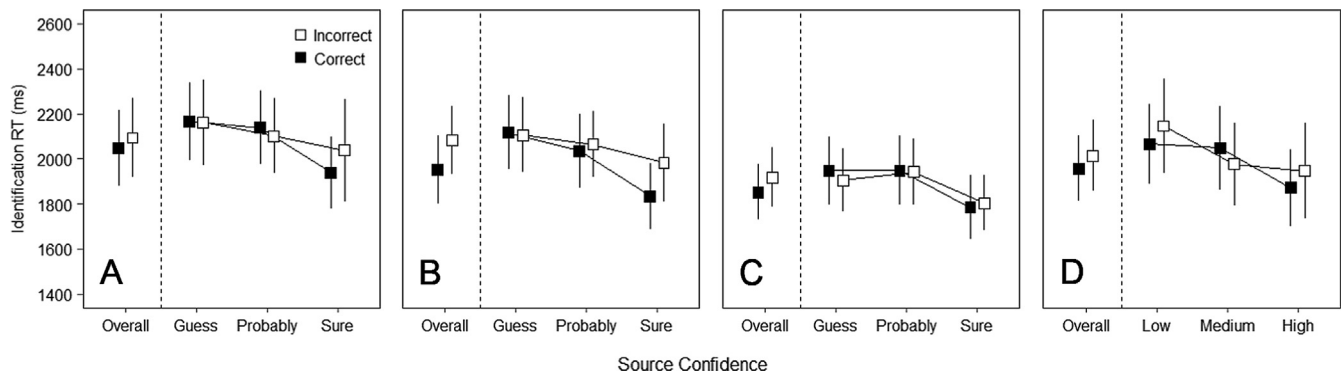 2600
2400
2200
2000
1800
1600
1400
Identification RT (ms)
Incorrect
Correct
A
B
C
D
Overall Guess Probably Sure
Overall Guess Probably Sure
Overall Guess Probably Sure
Overall Low Medium High
Source Confidence